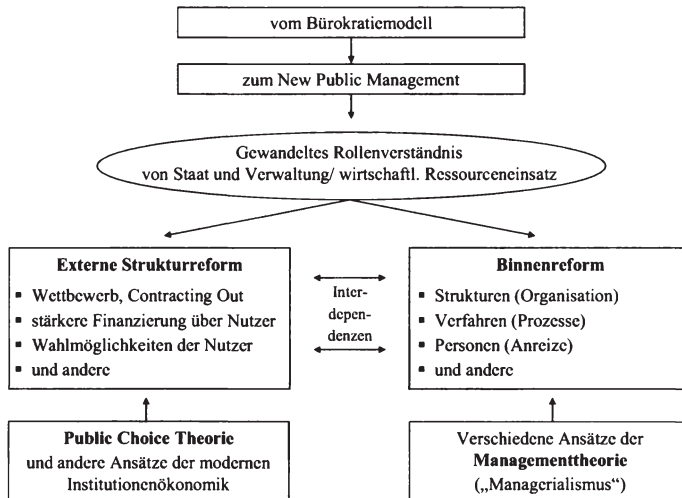 vom Bürokratiemodell
zum New Public Management
Gewandeltes Rollenverständnis
von Staat und Verwaltung/ wirtschaftl. Ressourceneinsatz
Externe Strukturreform
▪ Wettbewerb, Contracting Out
▪ stärkere Finanzierung über Nutzer
▪ Wahlmöglichkeiten der Nutzer
▪ und andere
Inter-
depen-
denzen
Binnenreform
▪ Strukturen (Organisation)
▪ Verfahren (Prozesse)
▪ Personen (Anreize)
▪ und andere
Public Choice Theorie
und andere Ansätze der modernen
Institutionenökonomik
Verschiedene Ansätze der
Managementtheorie
(„Managerialismus“)